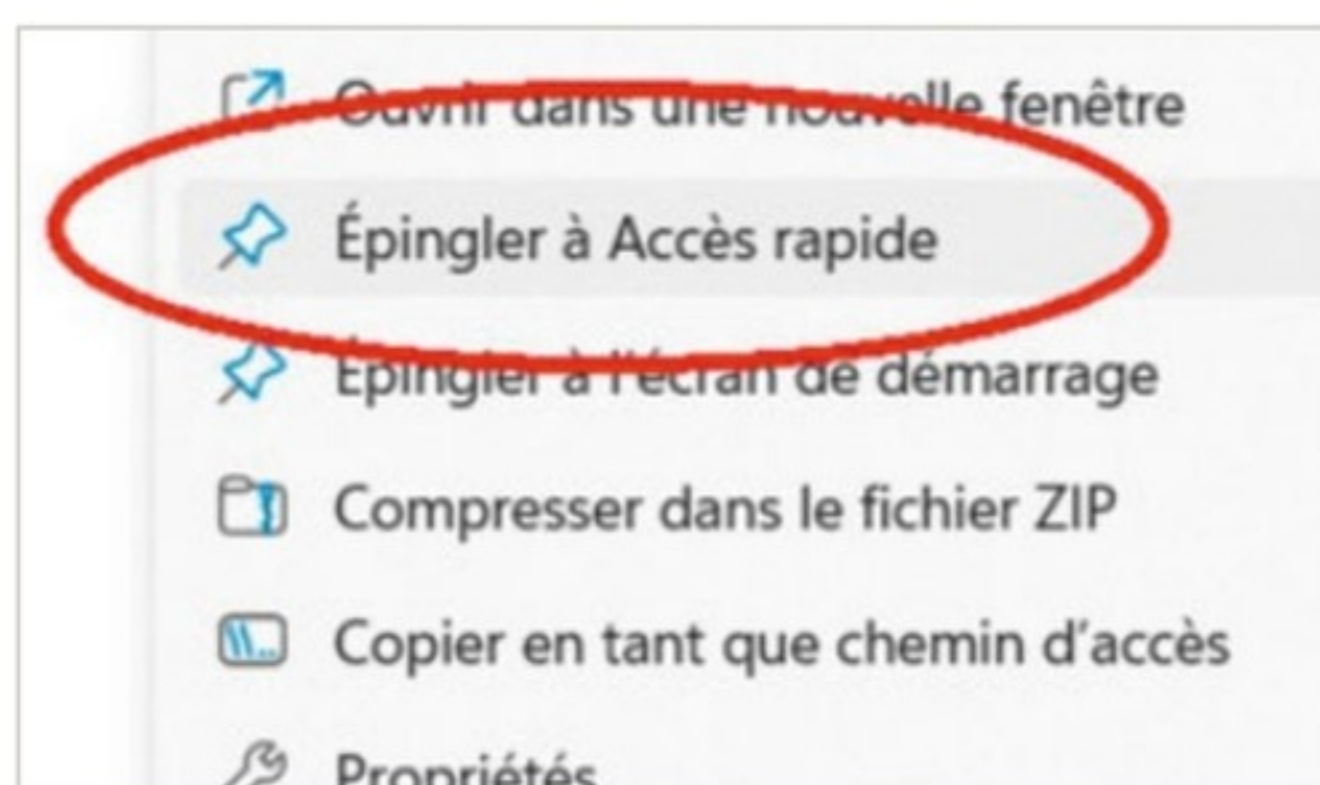 Ouvrir dans une nouvelle fenêtre
Épingler à Accès rapide
Épingler à l'écran de démarrage
Compresser dans le fichier ZIP
Copier en tant que chemin d'accès
Propriétés